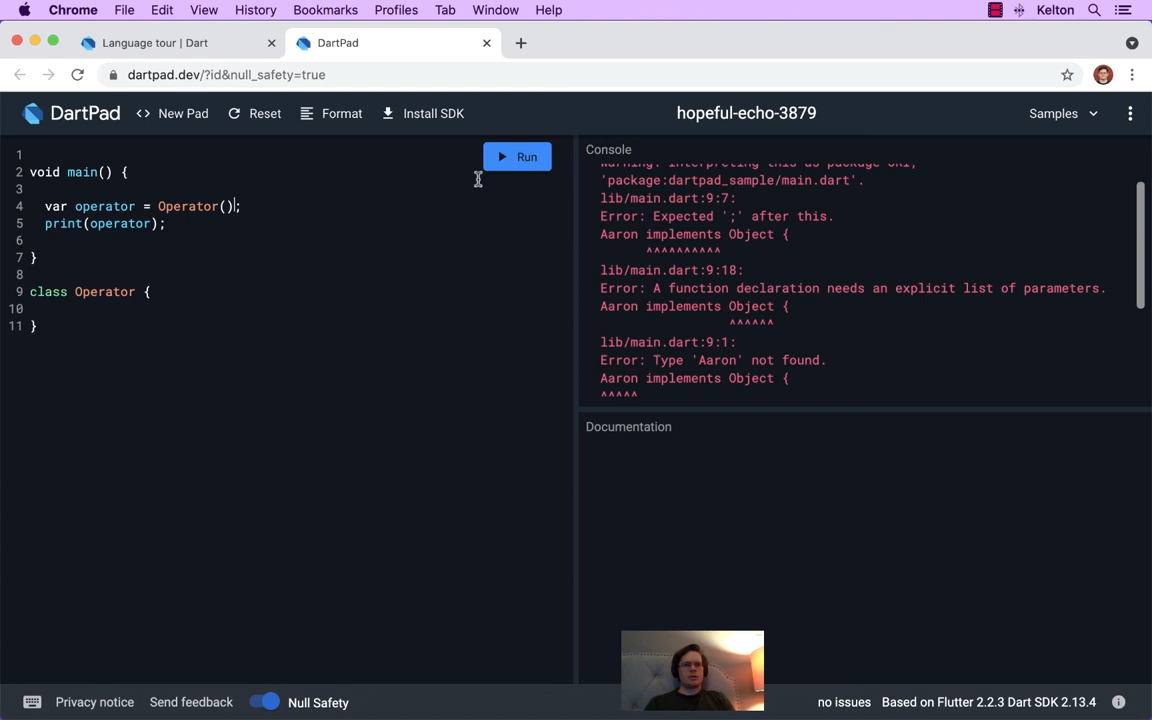 Chrome File Edit View History Bookmarks Profiles Tab Window Help Kelton
Language tour | Dart DartPad
dartpad.dev/?id&null_safety=true
DartPad <> New Pad Reset Format Install SDK hopeful-echo-3879 Samples
Run
1
2 void main() {
3
4 var operator = Operator();
5 print(operator);
6
7 }
8
9 class Operator {
10
11 }
Console
warning: Interpreting this as package URI,
'package:dartpad_sample/main.dart'.
lib/main.dart:9:7:
Error: Expected ';' after this.
Aaron implements Object {
^^^^^^^^^^
lib/main.dart:9:18:
Error: A function declaration needs an explicit list of parameters.
Aaron implements Object {
^^^^^^
lib/main.dart:9:1:
Error: Type 'Aaron' not found.
Aaron implements Object {
^^^^^
Documentation
Privacy notice Send feedback Null Safety no issues Based on Flutter 2.2.3 Dart SDK 2.13.4